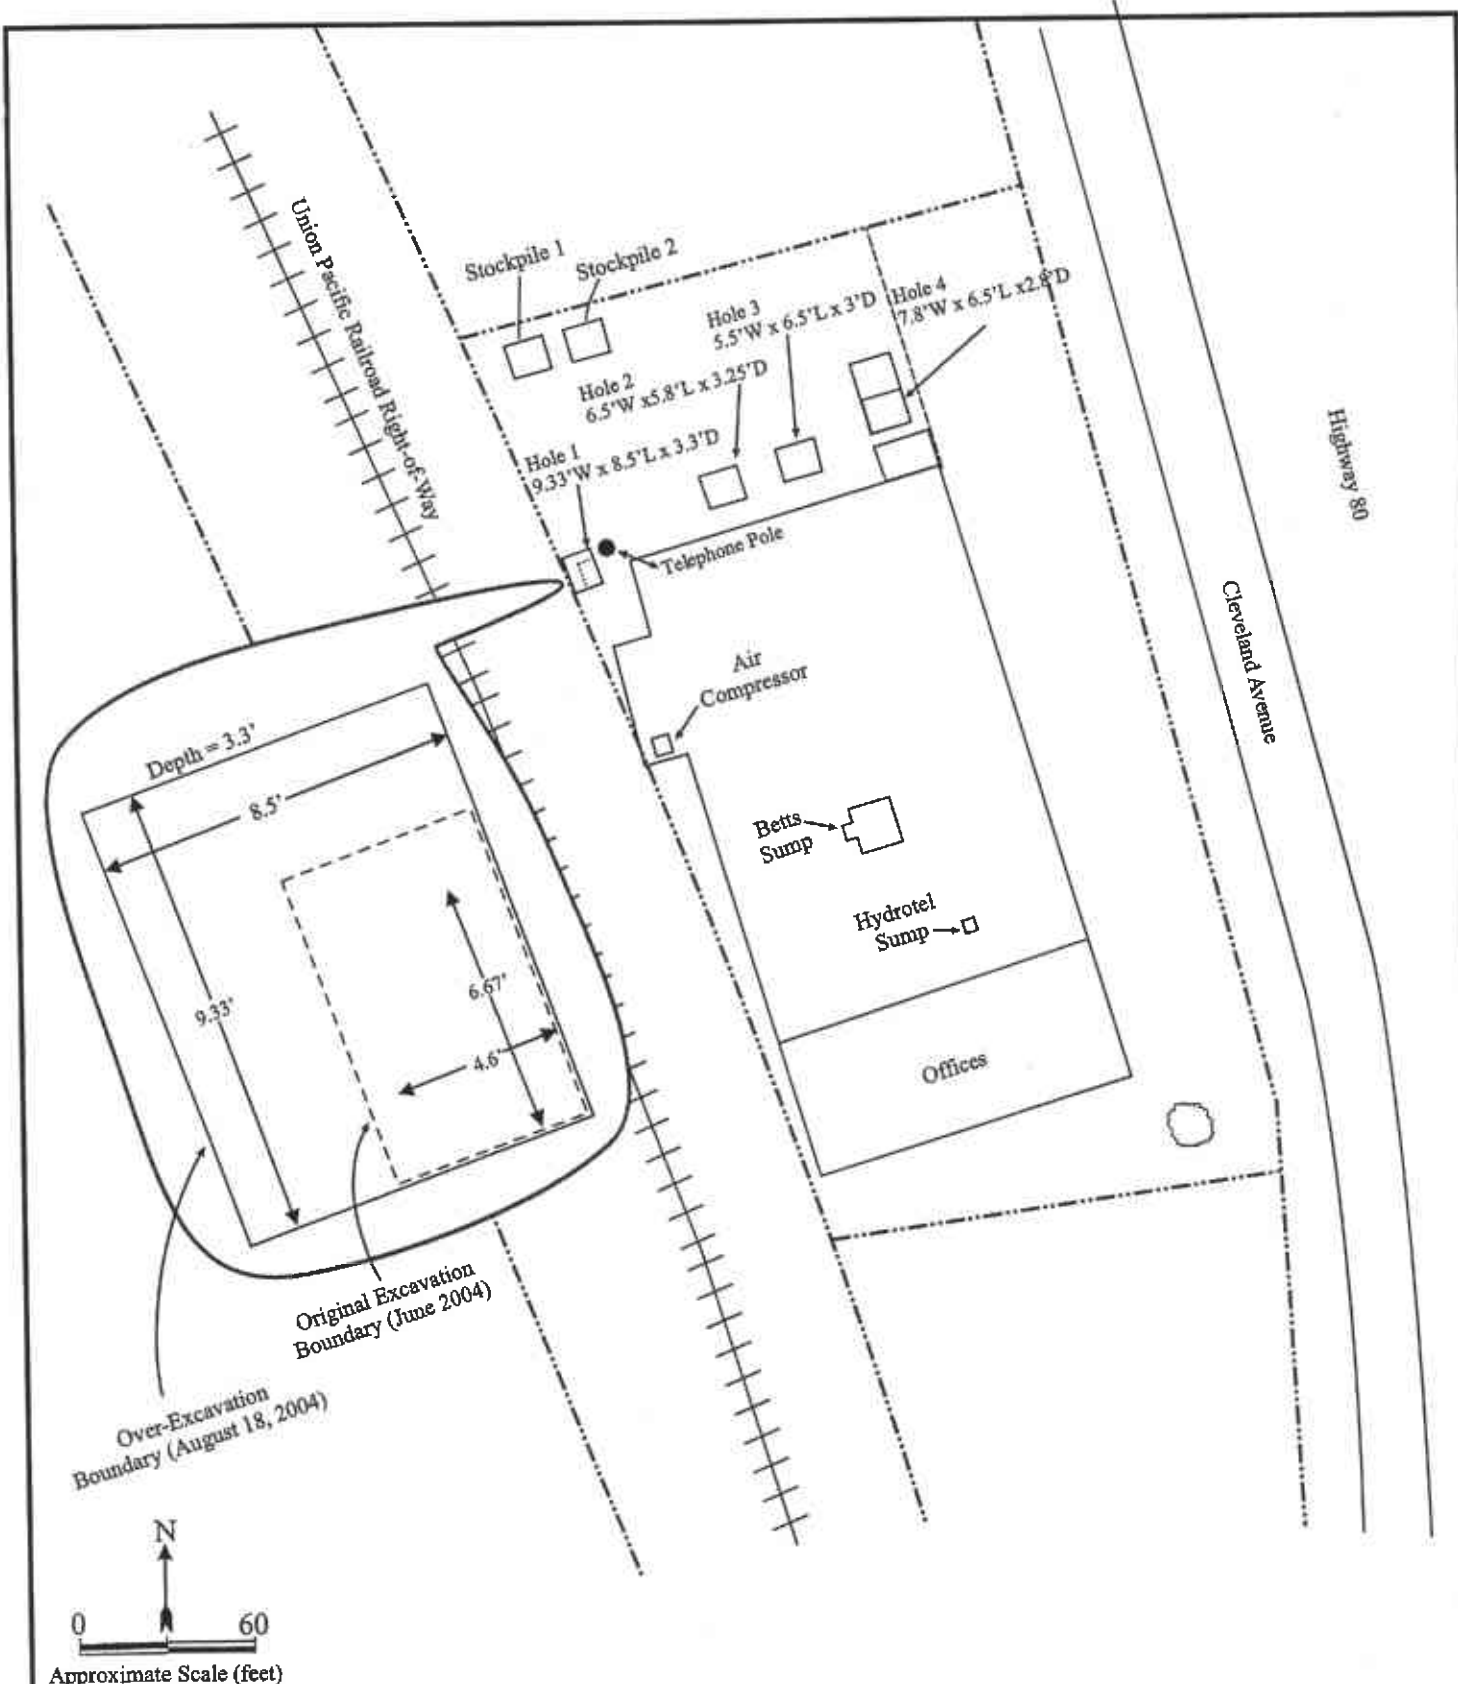 Union Pacific Railroad Right-of-Way
Stockpile 1
Stockpile 2
Hole 3
5.5'W x 6.5'L x 3'D
Hole 4
7.8'W x 6.5'L x2.8'D
Hole 2
6.5'W x5.8'L x 3.25'D
Hole 1
9.33'W x 8.5'L x 3.3'D
Telephone Pole
Highway 80
Cleveland Avenue
Air
Compressor
Depth = 3.3'
8.5'
9.33'
6.67'
4.6'
Betts
Sump
Hydrotel
Sump
Offices
Original Excavation
Boundary (June 2004)
Over-Excavation
Boundary (August 18, 2004)
N
0 60
Approximate Scale (feet)